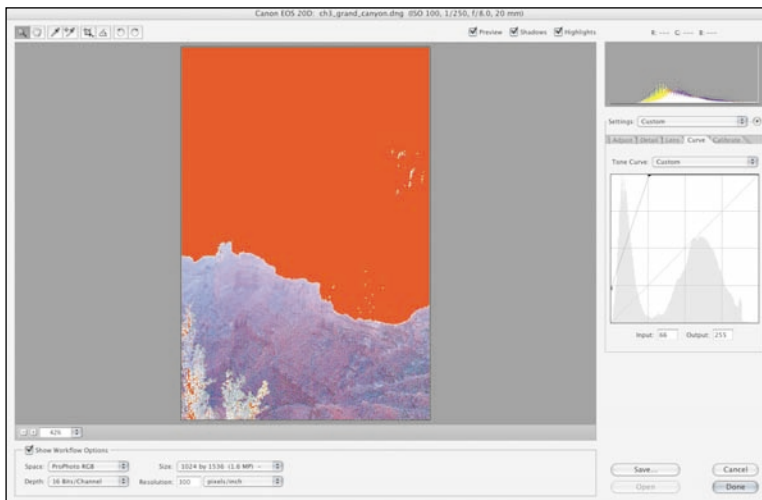 Canon EOS 20D: ch3_grand_canyon.dng (ISO 100, 1/250, f/8.0, 20 mm)
Preview Shadows Highlights R: --- G: --- B: ---
Settings: Custom
Adjust Detail Lens Curve Calibrate
Tone Curve: Custom
Input: 66 Output: 255
Show Workflow Options
Space: ProPhoto RGB Size: 1024 by 1536 (1.6 MP) -
Depth: 16 Bits/Channel Resolution: 300 pixels/inch
Save... Cancel
Open Done